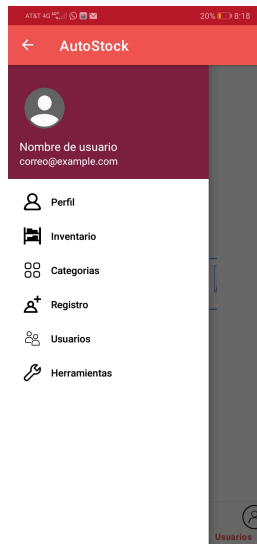 AT&T 4G
20% 8:18
AutoStock
Nombre de usuario
correo@example.com
Perfil
Inventario
Categorias
Registro
Usuarios
Herramientas
Usuarios